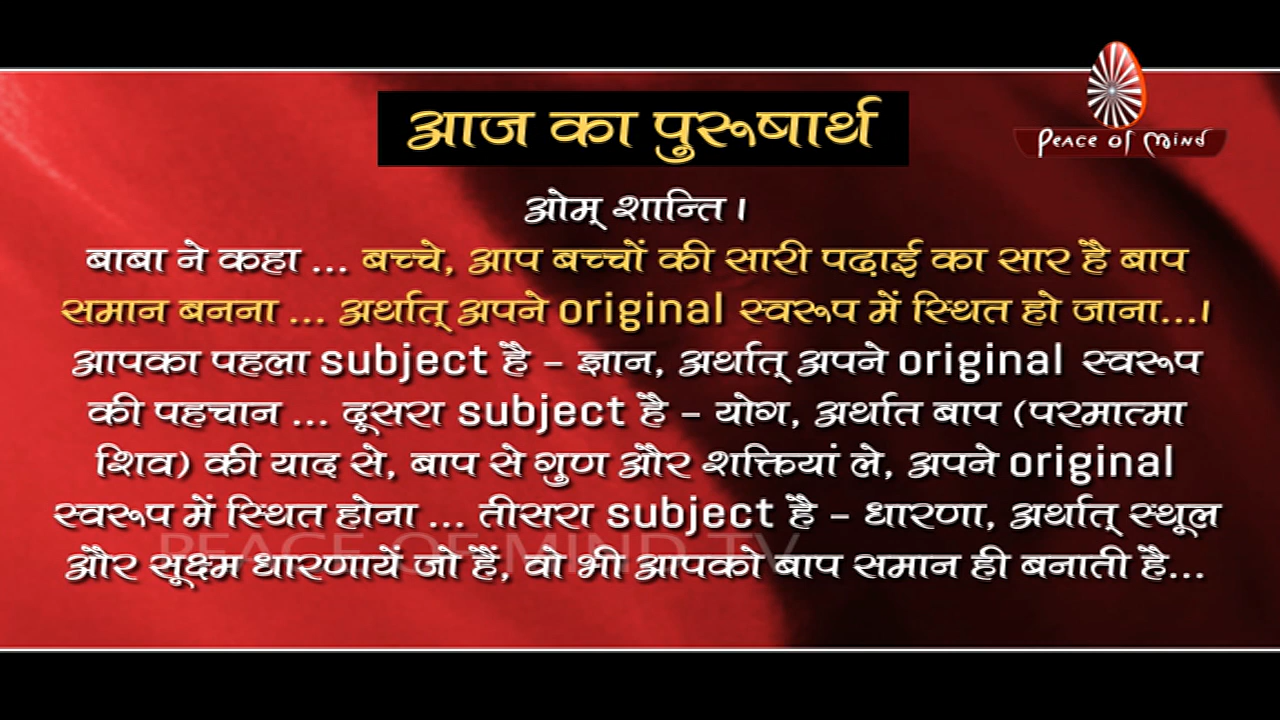 आज का पुरूषार्थ
Peace of Mind
ओम् शान्ति ।
बाबा ने कहा ... बच्चे, आप बच्चों की सारी पढ़ाई का सार है बाप
समान बनना ... अर्थात् अपने original स्वरूप में स्थित हो जाना...।
आपका पहला subject है – ज्ञान, अर्थात् अपने original स्वरूप
की पहचान ... दूसरा subject है – योग, अर्थात बाप (परमात्मा
शिव) की याद से, बाप से गुण और शक्तियां ले, अपने original
स्वरूप में स्थित होना ... तीसरा subject है – धारणा, अर्थात् स्थूल
और सूक्ष्म धारणायें जो हैं, वो भी आपको बाप समान ही बनाती है...
PEACE OF MIND TV